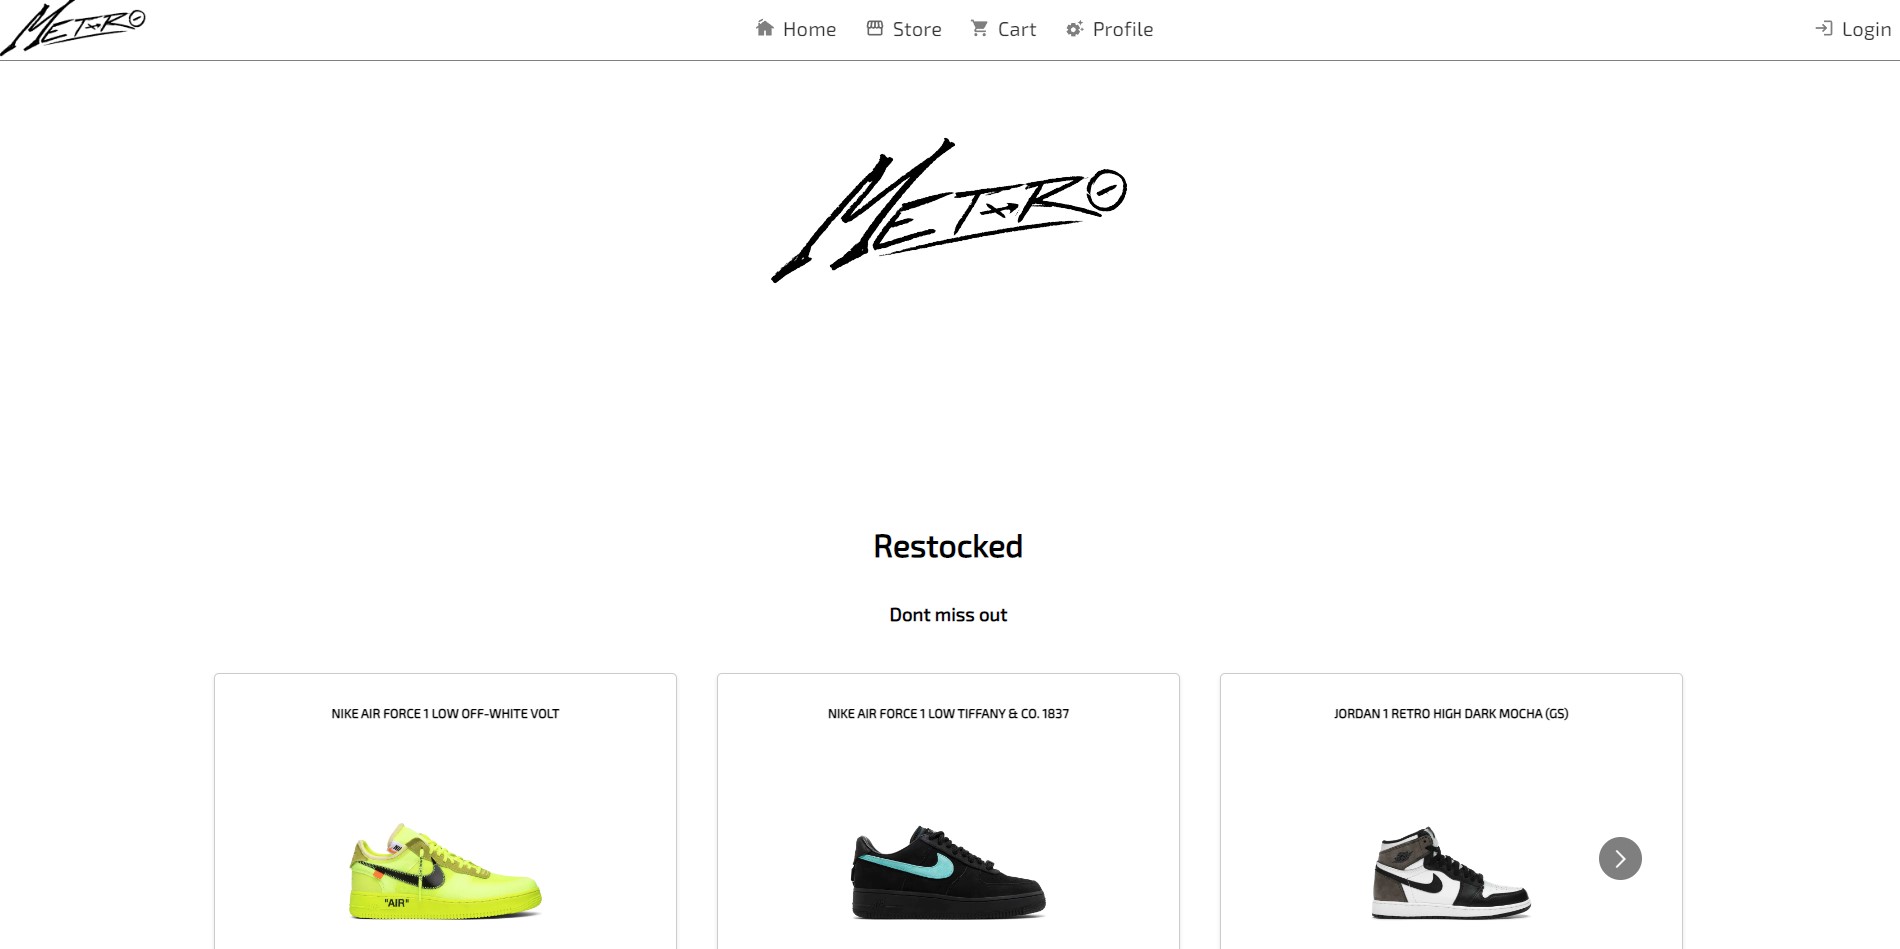 METRO
Home Store Cart Profile Login
METRO
Restocked
Dont miss out
NIKE AIR FORCE 1 LOW OFF-WHITE VOLT
NIKE AIR FORCE 1 LOW TIFFANY & CO. 1837
JORDAN 1 RETRO HIGH DARK MOCHA (GS)
"AIR"